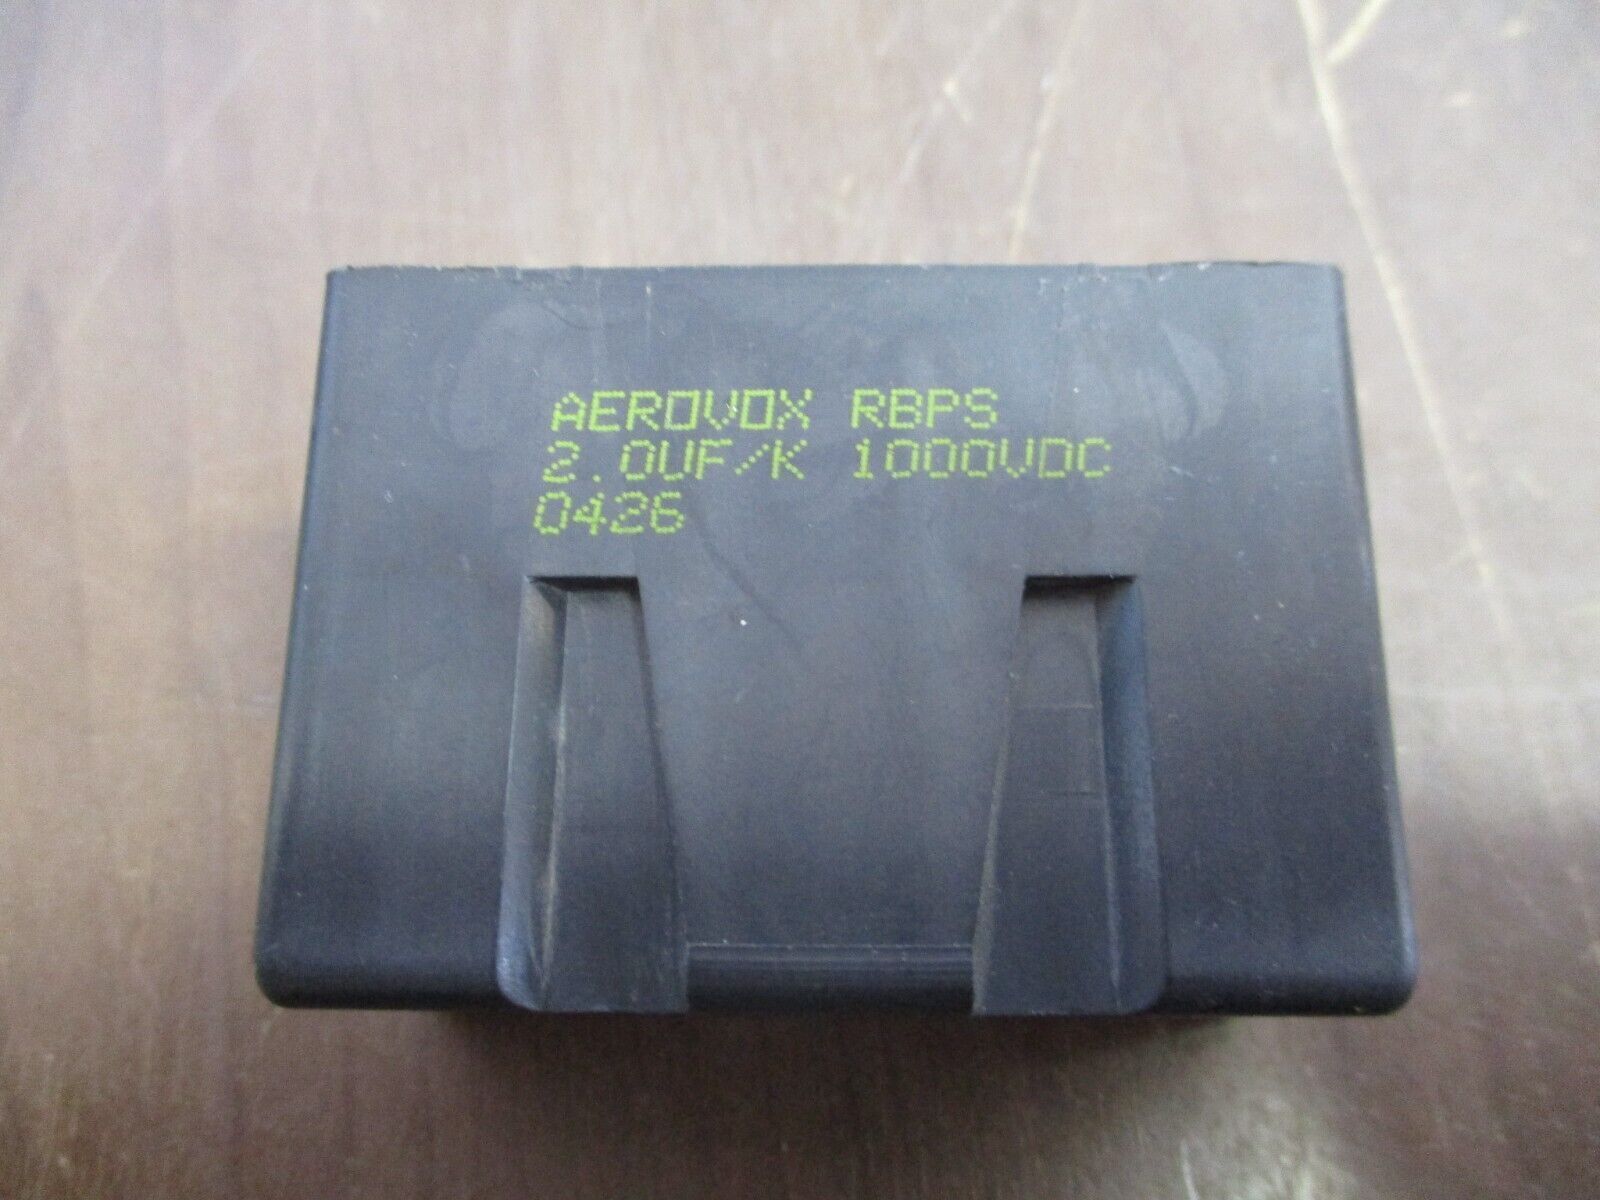 AEROVOX RBPS
2.0UF/K 1000VDC
0426